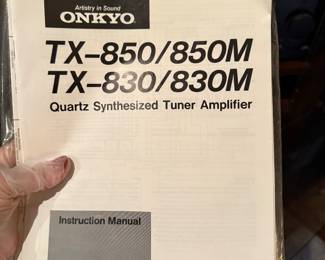 Artistry in Sound
ONKYO
TX–850/850M
TX–830/830M
Quartz Synthesized Tuner Amplifier
Instruction Manual